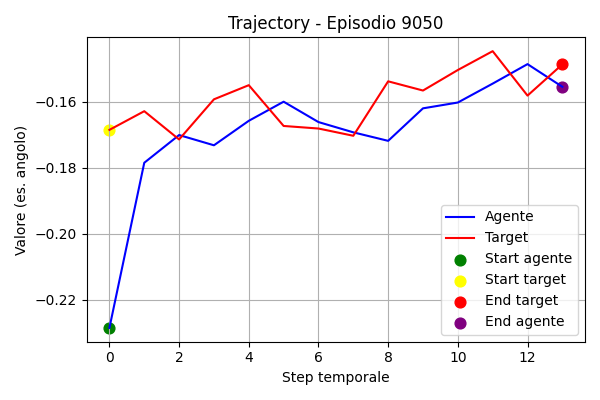 Trajectory - Episodio 9050
Valore (es. angolo)
−0.16
−0.18
−0.20
−0.22
0 2 4 6 8 10 12
Step temporale
Agente
Target
Start agente
Start target
End target
End agente